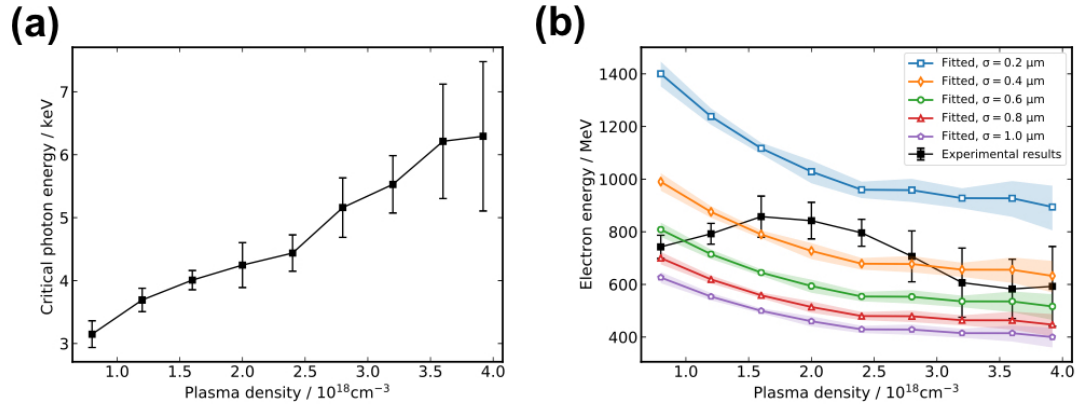 (a)
Critical photon energy / keV
7
6
5
4
3
1.0 1.5 2.0 2.5 3.0 3.5 4.0
Plasma density / 10¹⁸cm⁻³
(b)
Electron energy / MeV
1400
1200
1000
800
600
400
1.0 1.5 2.0 2.5 3.0 3.5 4.0
Plasma density / 10¹⁸cm⁻³
Fitted, σ = 0.2 μm
Fitted, σ = 0.4 μm
Fitted, σ = 0.6 μm
Fitted, σ = 0.8 μm
Fitted, σ = 1.0 μm
Experimental results